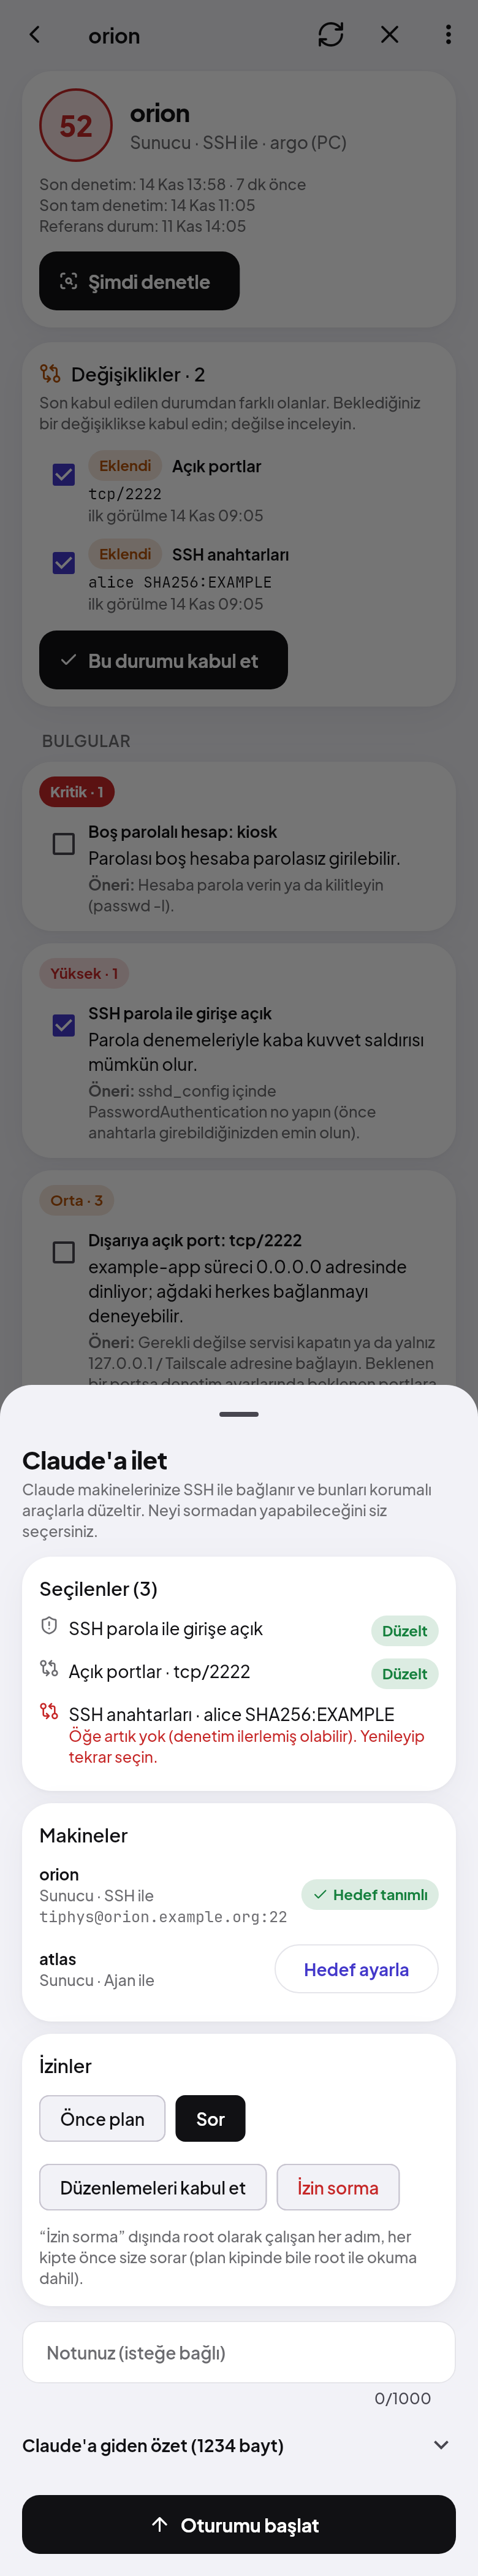 orion
52
orion
Sunucu · SSH ile · argo (PC)
Son denetim: 14 Kas 13:58 · 7 dk önce
Son tam denetim: 14 Kas 11:05
Referans durum: 11 Kas 14:05
Şimdi denetle
Değişiklikler · 2
Son kabul edilen durumdan farklı olanlar. Beklediğiniz
bir değişiklikse kabul edin; değilse inceleyin.
Eklendi Açık portlar
tcp/2222
ilk görülme 14 Kas 09:05
Eklendi SSH anahtarları
alice SHA256:EXAMPLE
ilk görülme 14 Kas 09:05
Bu durumu kabul et
BULGULAR
Kritik · 1
Boş parolalı hesap: kiosk
Parolası boş hesaba parolasız girilebilir.
Öneri: Hesaba parola verin ya da kilitleyin
(passwd -l).
Yüksek · 1
SSH parola ile girişe açık
Parola denemeleriyle kaba kuvvet saldırısı
mümkün olur.
Öneri: sshd_config içinde
PasswordAuthentication no yapın (önce
anahtarla girebildiğinizden emin olun).
Orta · 3
Dışarıya açık port: tcp/2222
example-app süreci 0.0.0.0 adresinde
dinliyor; ağdaki herkes bağlanmayı
deneyebilir.
Öneri: Gerekli değilse servisi kapatın ya da yalnız
127.0.0.1 / Tailscale adresine bağlayın. Beklenen
bir portsa denetim ayarlarında beklenen portlara
Claude'a ilet
Claude makinelerinize SSH ile bağlanır ve bunları korumalı
araçlarla düzeltir. Neyi sormadan yapabileceğini siz
seçersiniz.
Seçilenler (3)
SSH parola ile girişe açık Düzelt
Açık portlar · tcp/2222 Düzelt
SSH anahtarları · alice SHA256:EXAMPLE
Öğe artık yok (denetim ilerlemiş olabilir). Yenileyip
tekrar seçin.
Makineler
orion
Sunucu · SSH ile
tiphys@orion.example.org:22
Hedef tanımlı
atlas
Sunucu · Ajan ile
Hedef ayarla
İzinler
Önce plan Sor
Düzenlemeleri kabul et İzin sorma
“İzin sorma” dışında root olarak çalışan her adım, her
kipte önce size sorar (plan kipinde bile root ile okuma
dahil).
Notunuz (isteğe bağlı)
0/1000
Claude'a giden özet (1234 bayt)
Oturumu başlat